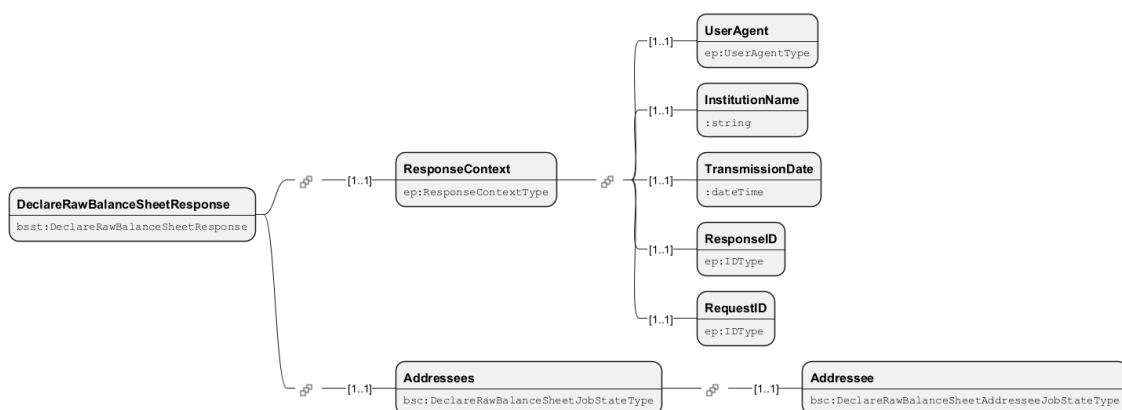 UserAgent
[1..1]
ep:UserAgentType
InstitutionName
[1..1]
:string
ResponseContext
[1..1]
ep:ResponseContextType
TransmissionDate
[1..1]
:dateTime
DeclareRawBalanceSheetResponse
bsst:DeclareRawBalanceSheetResponse
ResponseID
[1..1]
ep:IDType
RequestID
[1..1]
ep:IDType
Addressees
[1..1]
bsc:DeclareRawBalanceSheetJobStateType
Addressee
[1..1]
bsc:DeclareRawBalanceSheetAddresseeJobStateType